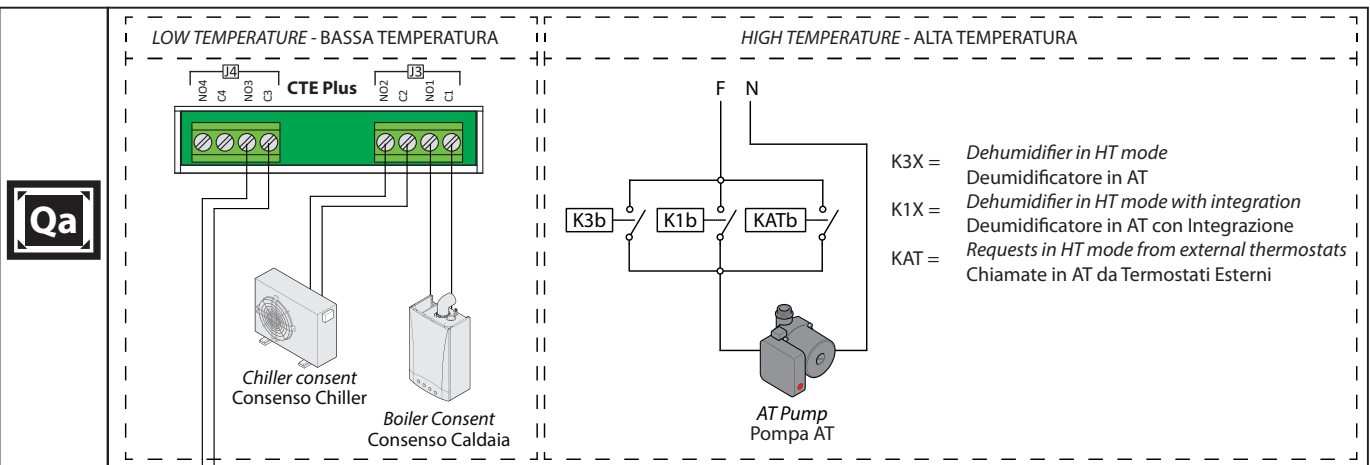 LOW TEMPERATURE - BASSA TEMPERATURA
J4
J3
NO4
C4
NO3
C3
CTE Plus
NO2
C2
NO1
C1
Qa
Chiller consent
Consenso Chiller
Boiler Consent
Consenso Caldaia
HIGH TEMPERATURE - ALTA TEMPERATURA
F N
K3b
K1b
KATb
AT Pump
Pompa AT
K3X = Dehumidifier in HT mode
Deumidificatore in AT
K1X = Dehumidifier in HT mode with integration
Deumidificatore in AT con Integrazione
KAT = Requests in HT mode from external thermostats
Chiamate in AT da Termostati Esterni